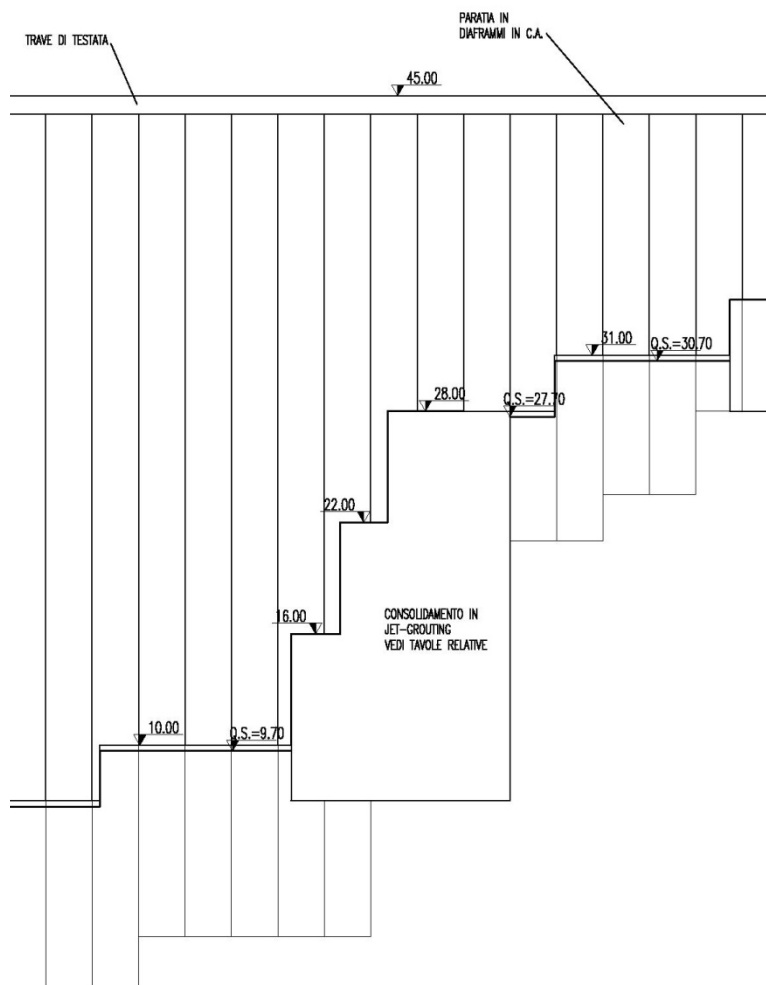 PARATIA IN
DIAFRAMMI IN C.A.
TRAVE DI TESTATA
45.00
31.00
Q.S.=30.70
28.00
Q.S.=27.70
22.00
16.00
CONSOLIDAMENTO IN
JET-GROUTING
VEDI TAVOLE RELATIVE
10.00
Q.S.=9.70